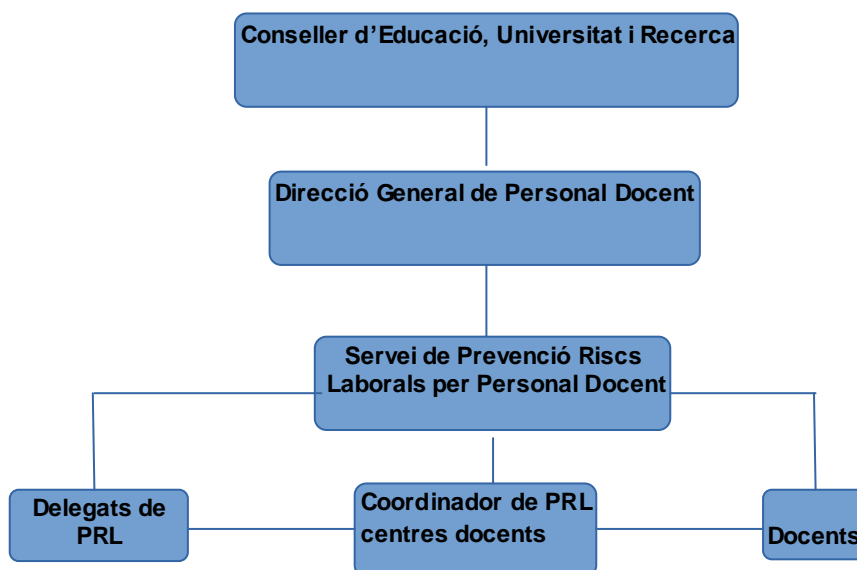 Conseller d'Educació, Universitat i Recerca
Direcció General de Personal Docent
Servei de Prevenció Riscs
Laborals per Personal Docent
Delegats de
PRL
Coordinador de PRL
centres docents
Docents